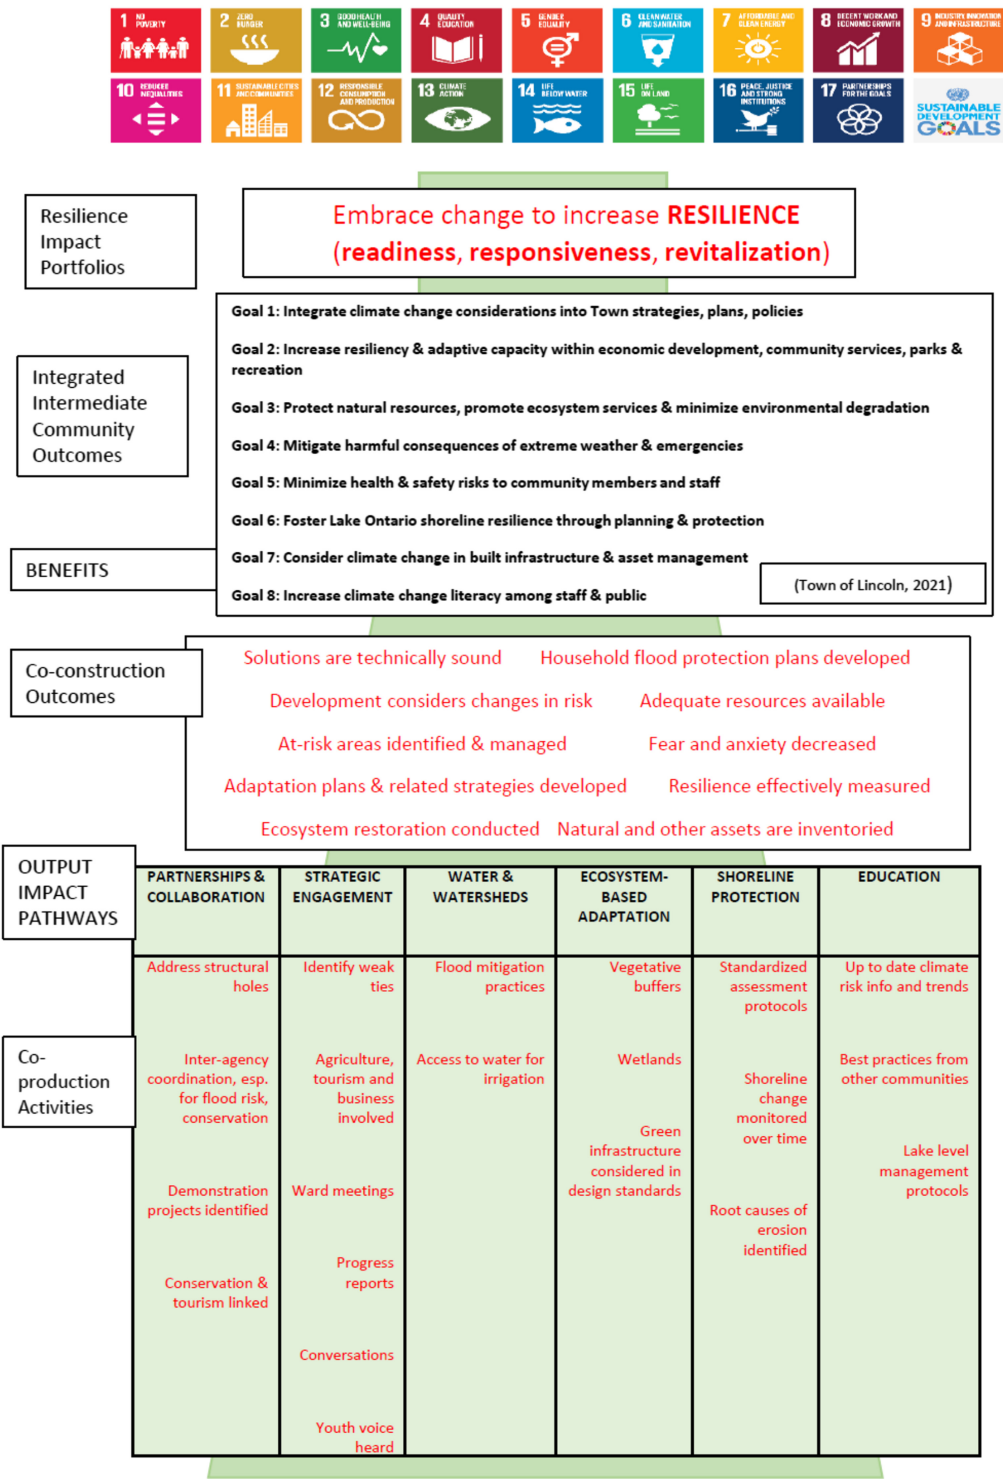 1 NO
POVERTY
2 ZERO
HUNGER
3 GOOD HEALTH
AND WELL-BEING
4 QUALITY
EDUCATION
5 GENDER
EQUALITY
6 CLEAN WATER
AND SANITATION
7 AFFORDABLE AND
CLEAN ENERGY
8 DECENT WORK AND
ECONOMIC GROWTH
9 INDUSTRY, INNOVATION
AND INFRASTRUCTURE
10 REDUCED
INEQUALITIES
11 SUSTAINABLE CITIES
AND COMMUNITIES
12 RESPONSIBLE
CONSUMPTION
AND PRODUCTION
13 CLIMATE
ACTION
14 LIFE
BELOW WATER
15 LIFE
ON LAND
16 PEACE, JUSTICE
AND STRONG
INSTITUTIONS
17 PARTNERSHIPS
FOR THE GOALS
SUSTAINABLE
DEVELOPMENT
GOALS
Resilience
Impact
Portfolios
Embrace change to increase RESILIENCE
(readiness, responsiveness, revitalization)
Integrated
Intermediate
Community
Outcomes
BENEFITS
Goal 1: Integrate climate change considerations into Town strategies, plans, policies
Goal 2: Increase resiliency & adaptive capacity within economic development, community services, parks &
recreation
Goal 3: Protect natural resources, promote ecosystem services & minimize environmental degradation
Goal 4: Mitigate harmful consequences of extreme weather & emergencies
Goal 5: Minimize health & safety risks to community members and staff
Goal 6: Foster Lake Ontario shoreline resilience through planning & protection
Goal 7: Consider climate change in built infrastructure & asset management
Goal 8: Increase climate change literacy among staff & public
(Town of Lincoln, 2021)
Co-construction
Outcomes
Solutions are technically sound Household flood protection plans developed
Development considers changes in risk Adequate resources available
At-risk areas identified & managed Fear and anxiety decreased
Adaptation plans & related strategies developed Resilience effectively measured
Ecosystem restoration conducted Natural and other assets are inventoried
OUTPUT
IMPACT
PATHWAYS
Co-
production
Activities
PARTNERSHIPS &
COLLABORATION
Address structural
holes
Inter-agency
coordination, esp.
for flood risk,
conservation
Demonstration
projects identified
Conservation &
tourism linked
STRATEGIC
ENGAGEMENT
Identify weak
ties
Agriculture,
tourism and
business
involved
Ward meetings
Progress
reports
Conversations
Youth voice
heard
WATER &
WATERSHEDS
Flood mitigation
practices
Access to water for
irrigation
ECOSYSTEM-
BASED
ADAPTATION
Vegetative
buffers
Wetlands
Green
infrastructure
considered in
design standards
SHORELINE
PROTECTION
Standardized
assessment
protocols
Shoreline
change
monitored
over time
Root causes of
erosion
identified
EDUCATION
Up to date climate
risk info and trends
Best practices from
other communities
Lake level
management
protocols